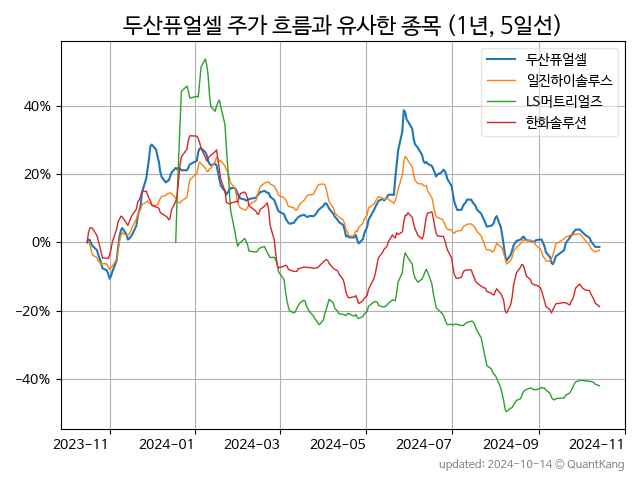 두산퓨얼셀 주가 흐름과 유사한 종목 (1년, 5일선)
두산퓨얼셀
일진하이솔루스
LS머트리얼즈
한화솔루션
40%
20%
0%
−20%
−40%
2023-11 2024-01 2024-03 2024-05 2024-07 2024-09 2024-11
updated: 2024-10-14 © QuantKang